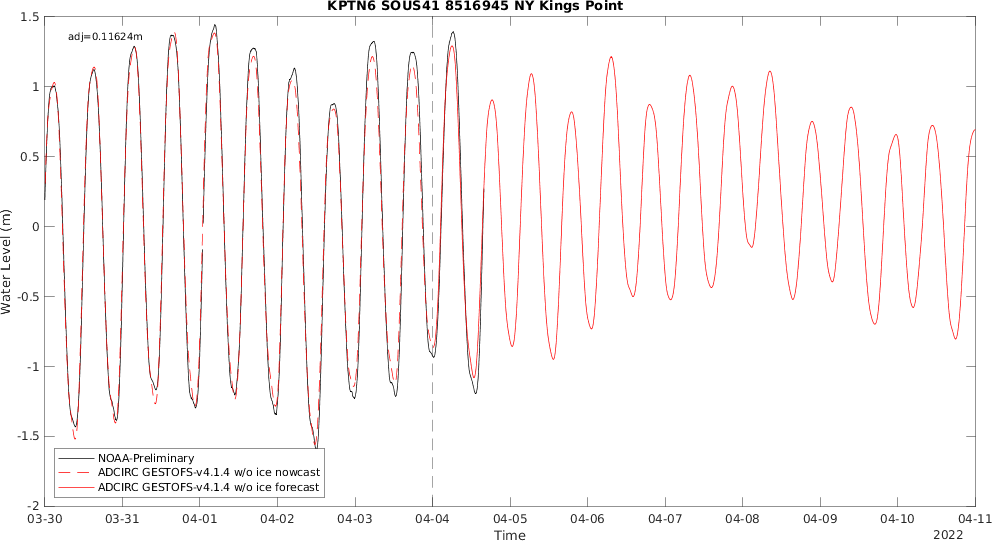 KPTN6 SOUS41 8516945 NY Kings Point
adj=0.11624m
1.5
1
0.5
0
-0.5
-1
-1.5
-2
Water Level (m)
NOAA-Preliminary
ADCIRC GESTOFS-v4.1.4 w/o ice nowcast
ADCIRC GESTOFS-v4.1.4 w/o ice forecast
03-30 03-31 04-01 04-02 04-03 04-04 04-05 04-06 04-07 04-08 04-09 04-10 04-11
Time
2022